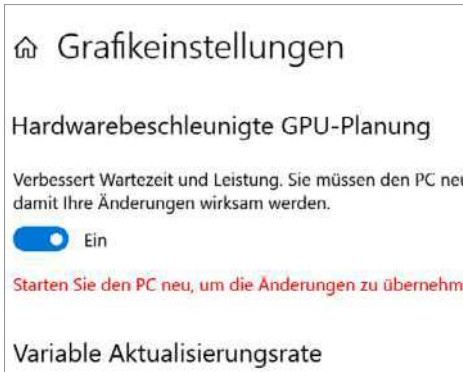 Grafikeinstellungen
Hardwarebeschleunigte GPU-Planung
Verbessert Wartezeit und Leistung. Sie müssen den PC neu
damit Ihre Änderungen wirksam werden.
Ein
Starten Sie den PC neu, um die Änderungen zu übernehm
Variable Aktualisierungsrate